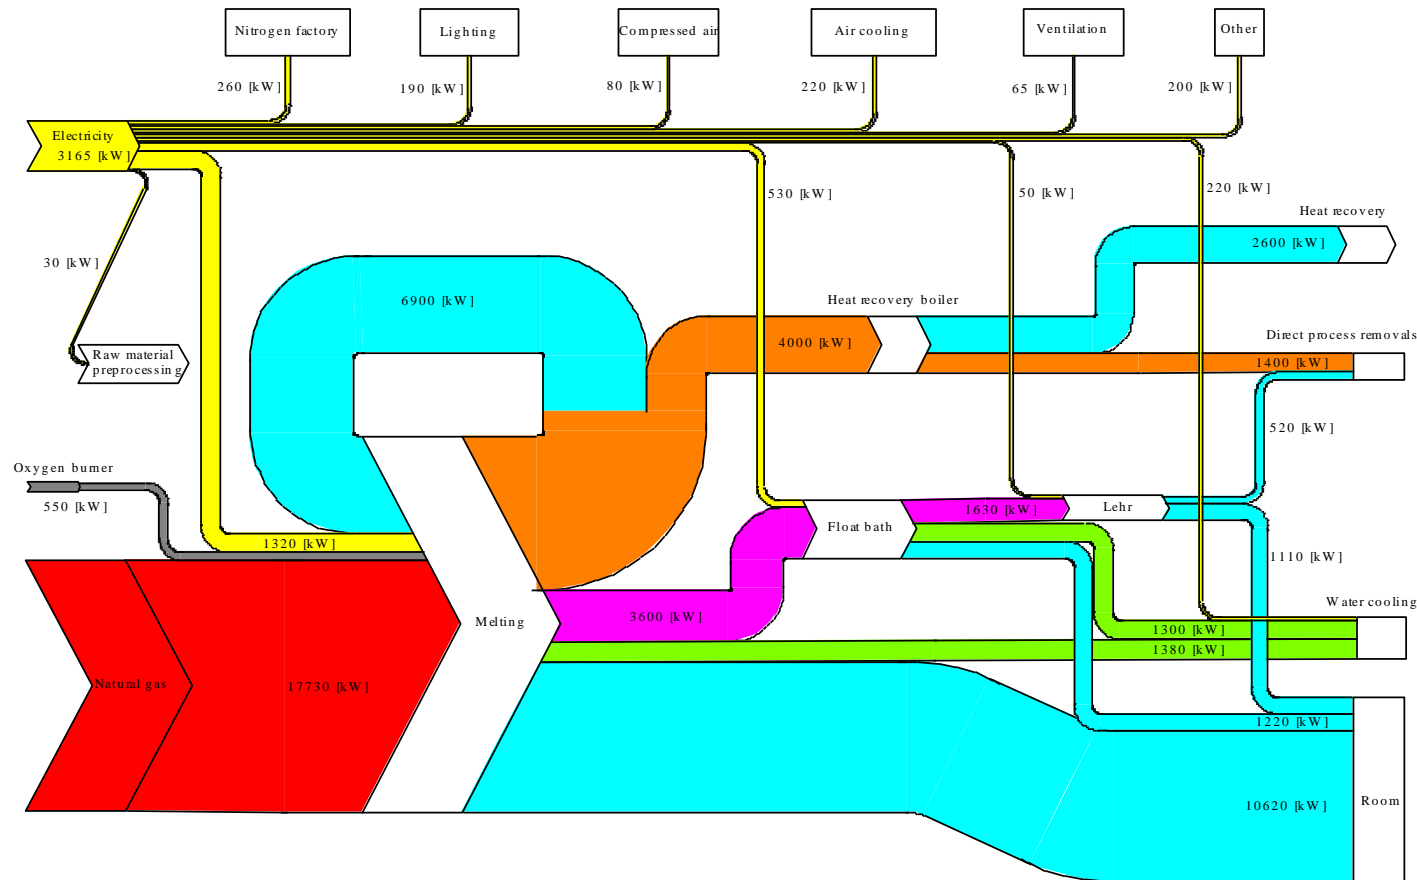 Nitrogen factory
Lighting
Compressed air
Air cooling
Ventilation
Other
260 [kW]
190 [kW]
80 [kW]
220 [kW]
65 [kW]
200 [kW]
Electricity
3165 [kW]
530 [kW]
50 [kW]
220 [kW]
Heat recovery
2600 [kW]
30 [kW]
6900 [kW]
Heat recovery boiler
4000 [kW]
Direct process removals
1400 [kW]
Raw material
preprocessing
520 [kW]
Oxygen burner
550 [kW]
1320 [kW]
Float bath
1630 [kW]
Lehr
1110 [kW]
Water cooling
Melting
3600 [kW]
1300 [kW]
1380 [kW]
Natural gas
17730 [kW]
1220 [kW]
10620 [kW]
Room